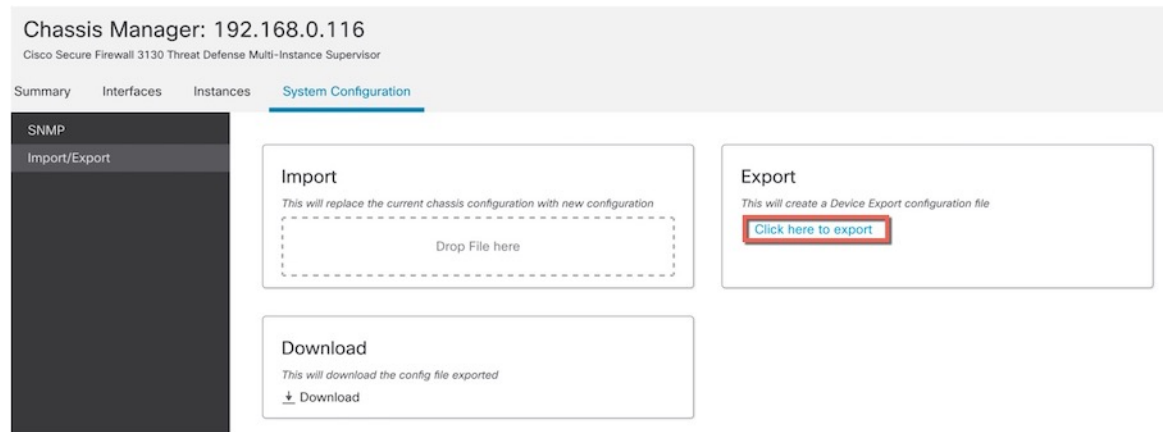 Chassis Manager: 192.168.0.116
Cisco Secure Firewall 3130 Threat Defense Multi-Instance Supervisor
Summary Interfaces Instances System Configuration
SNMP
Import/Export
Import
This will replace the current chassis configuration with new configuration
Drop File here
Export
This will create a Device Export configuration file
Click here to export
Download
This will download the config file exported
Download